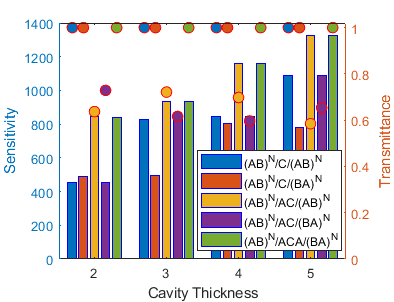 1400
1200
1000
800
600
400
200
0
Sensitivity
1
0.8
0.6
0.4
0.2
0
Transmittance
(AB)^N/C/(AB)^N
(AB)^N/C/(BA)^N
(AB)^N/AC/(AB)^N
(AB)^N/AC/(BA)^N
(AB)^N/ACA/(BA)^N
2 3 4 5
Cavity Thickness